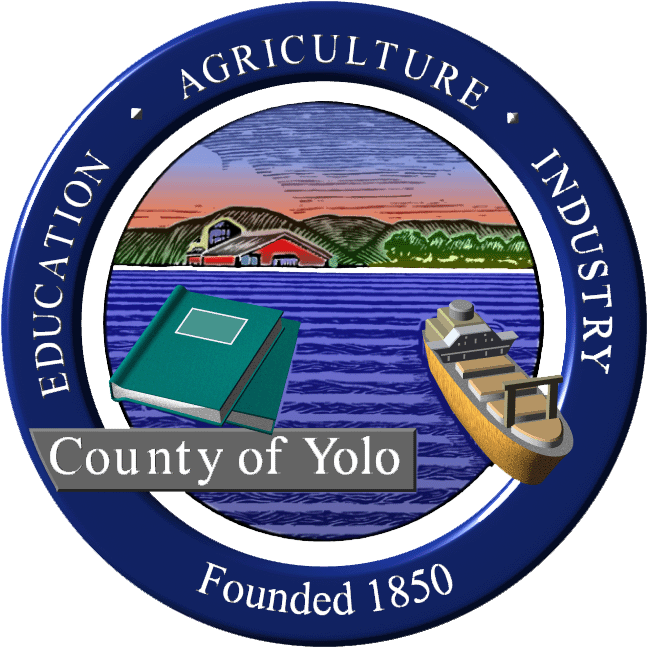 EDUCATION · AGRICULTURE · INDUSTRY
County of Yolo
Founded 1850